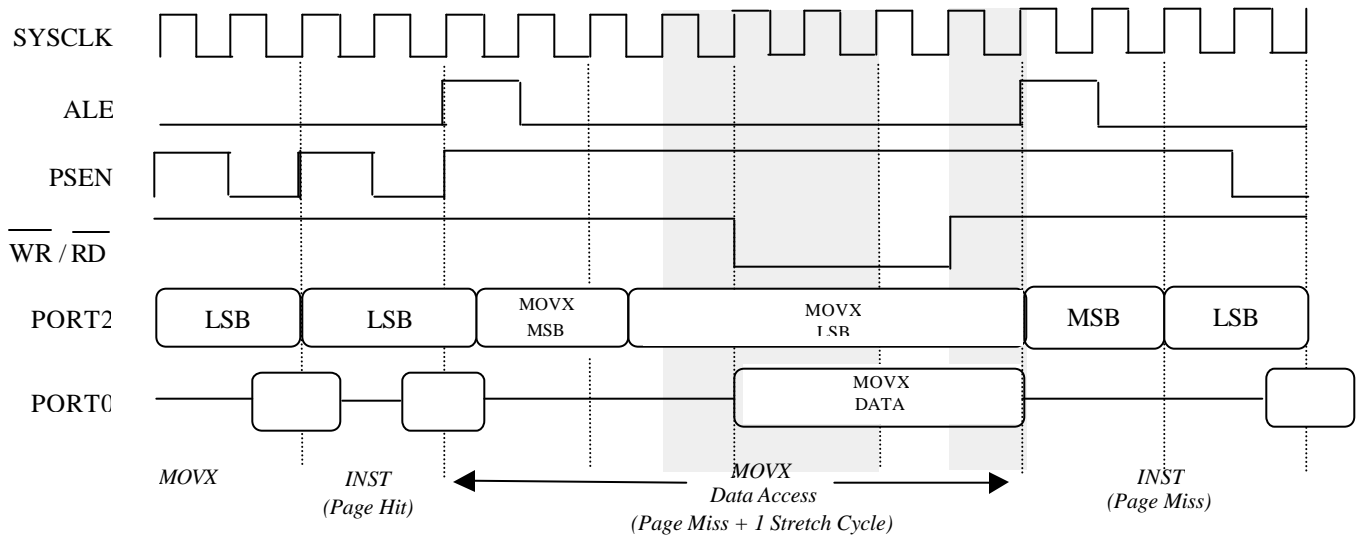 SYSCLK
ALE
PSEN
WR / RD
PORT2
LSB
LSB
MOVX
MSB
MOVX
LSB
MSB
LSB
PORT0
MOVX
DATA
MOVX
INST
(Page Hit)
MOVX
Data Access
(Page Miss + 1 Stretch Cycle)
INST
(Page Miss)